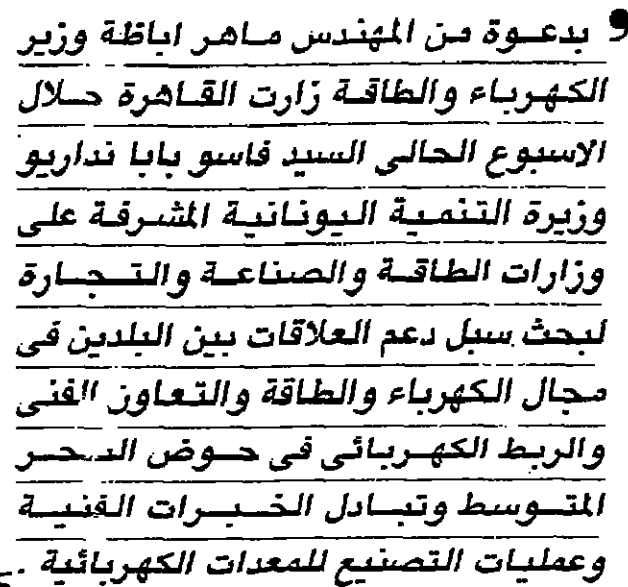 بدعوة من المهندس ماهر اباظة وزير
الكهرباء والطاقة زارت القاهرة خلال
الاسبوع الحالى السيد فاسو بابا نداريو
وزيرة التنمية اليونانية المشرفة على
وزارات الطاقة والصناعة والتجارة
لبحث سبل دعم العلاقات بين البلدين فى
مجال الكهرباء والطاقة والتعاون الفنى
والربط الكهربائى فى حوض البحر
المتوسط وتبادل الخبرات الفنية
وعمليات التصنيع للمعدات الكهربائية .